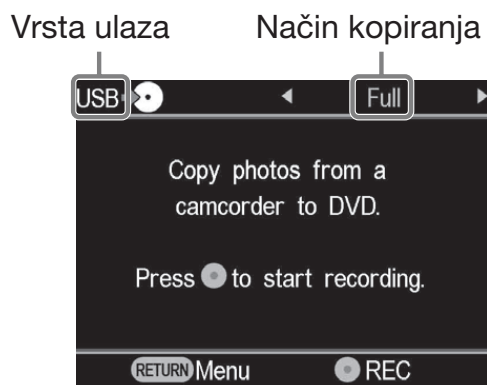 Vrsta ulaza Način kopiranja
USB Full
Copy photos from a
camcorder to DVD.
Press to start recording.
RETURN Menu REC